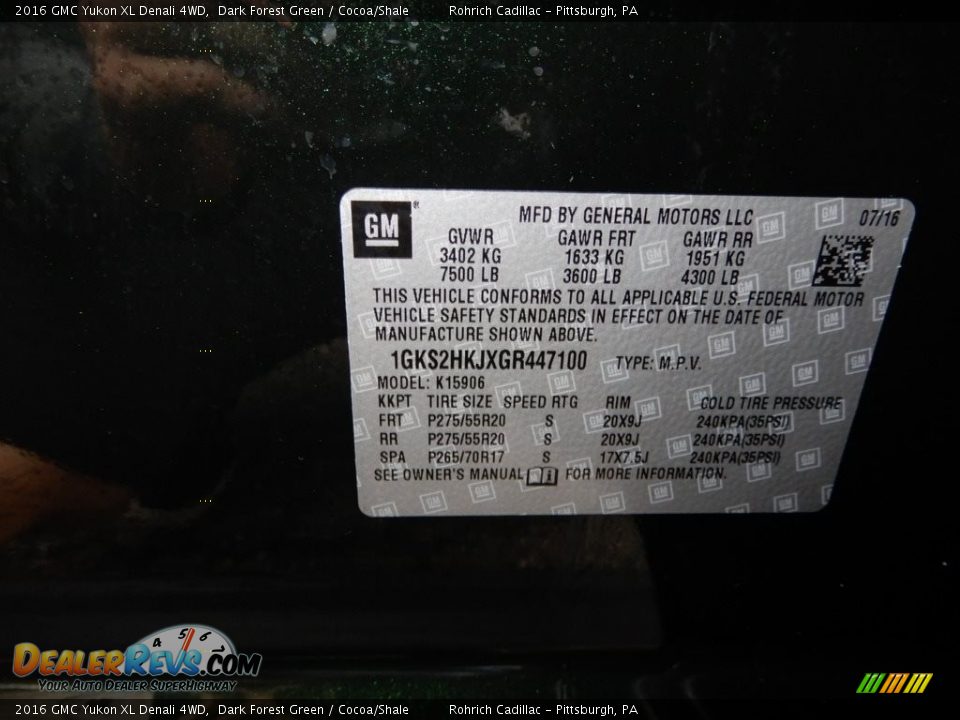 2016 GMC Yukon XL Denali 4WD, Dark Forest Green / Cocoa/Shale Rohrich Cadillac - Pittsburgh, PA
GM® MFD BY GENERAL MOTORS LLC 07/16
GVWR GAWR FRT GAWR RR
3402 KG 1633 KG 1951 KG
7500 LB 3600 LB 4300 LB
THIS VEHICLE CONFORMS TO ALL APPLICABLE U.S. FEDERAL MOTOR
VEHICLE SAFETY STANDARDS IN EFFECT ON THE DATE OF
MANUFACTURE SHOWN ABOVE.
1GKS2HKJXGR447100 TYPE: M.P.V.
MODEL: K15906
KKPT TIRE SIZE SPEED RTG RIM COLD TIRE PRESSURE
FRT P275/55R20 S 20X9J 240KPA(35PSI)
RR P275/55R20 S 20X9J 240KPA(35PSI)
SPA P265/70R17 S 17X7.5J 240KPA(35PSI)
SEE OWNER'S MANUAL FOR MORE INFORMATION.
4 5 6
DEALERREVS.COM
YOUR AUTO DEALER SUPERHIGHWAY
2016 GMC Yukon XL Denali 4WD, Dark Forest Green / Cocoa/Shale Rohrich Cadillac - Pittsburgh, PA